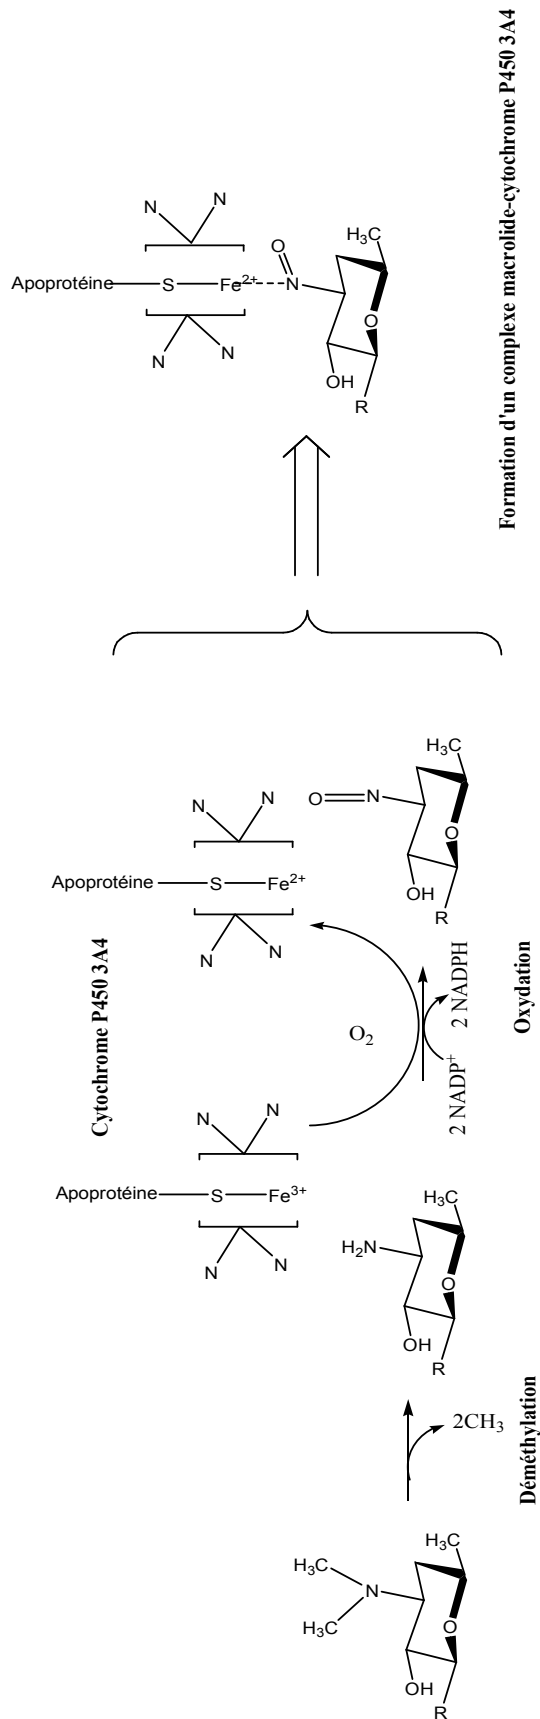 H₃C
N
H₃C
H₃C
O
OH
R
2CH₃
Déméthylation
H₂N
H₃C
O
OH
R
Cytochrome P450 3A4
Apoprotéine
S
Fe³⁺
N
N
N
N
O₂
2 NADP⁺
2 NADPH
Oxydation
Apoprotéine
S
Fe²⁺
N
N
N
N
O
N
H₃C
O
OH
R
Apoprotéine
S
Fe²⁺
N
N
N
N
O
N
H₃C
O
OH
R
Formation d'un complexe macrolide-cytochrome P450 3A4